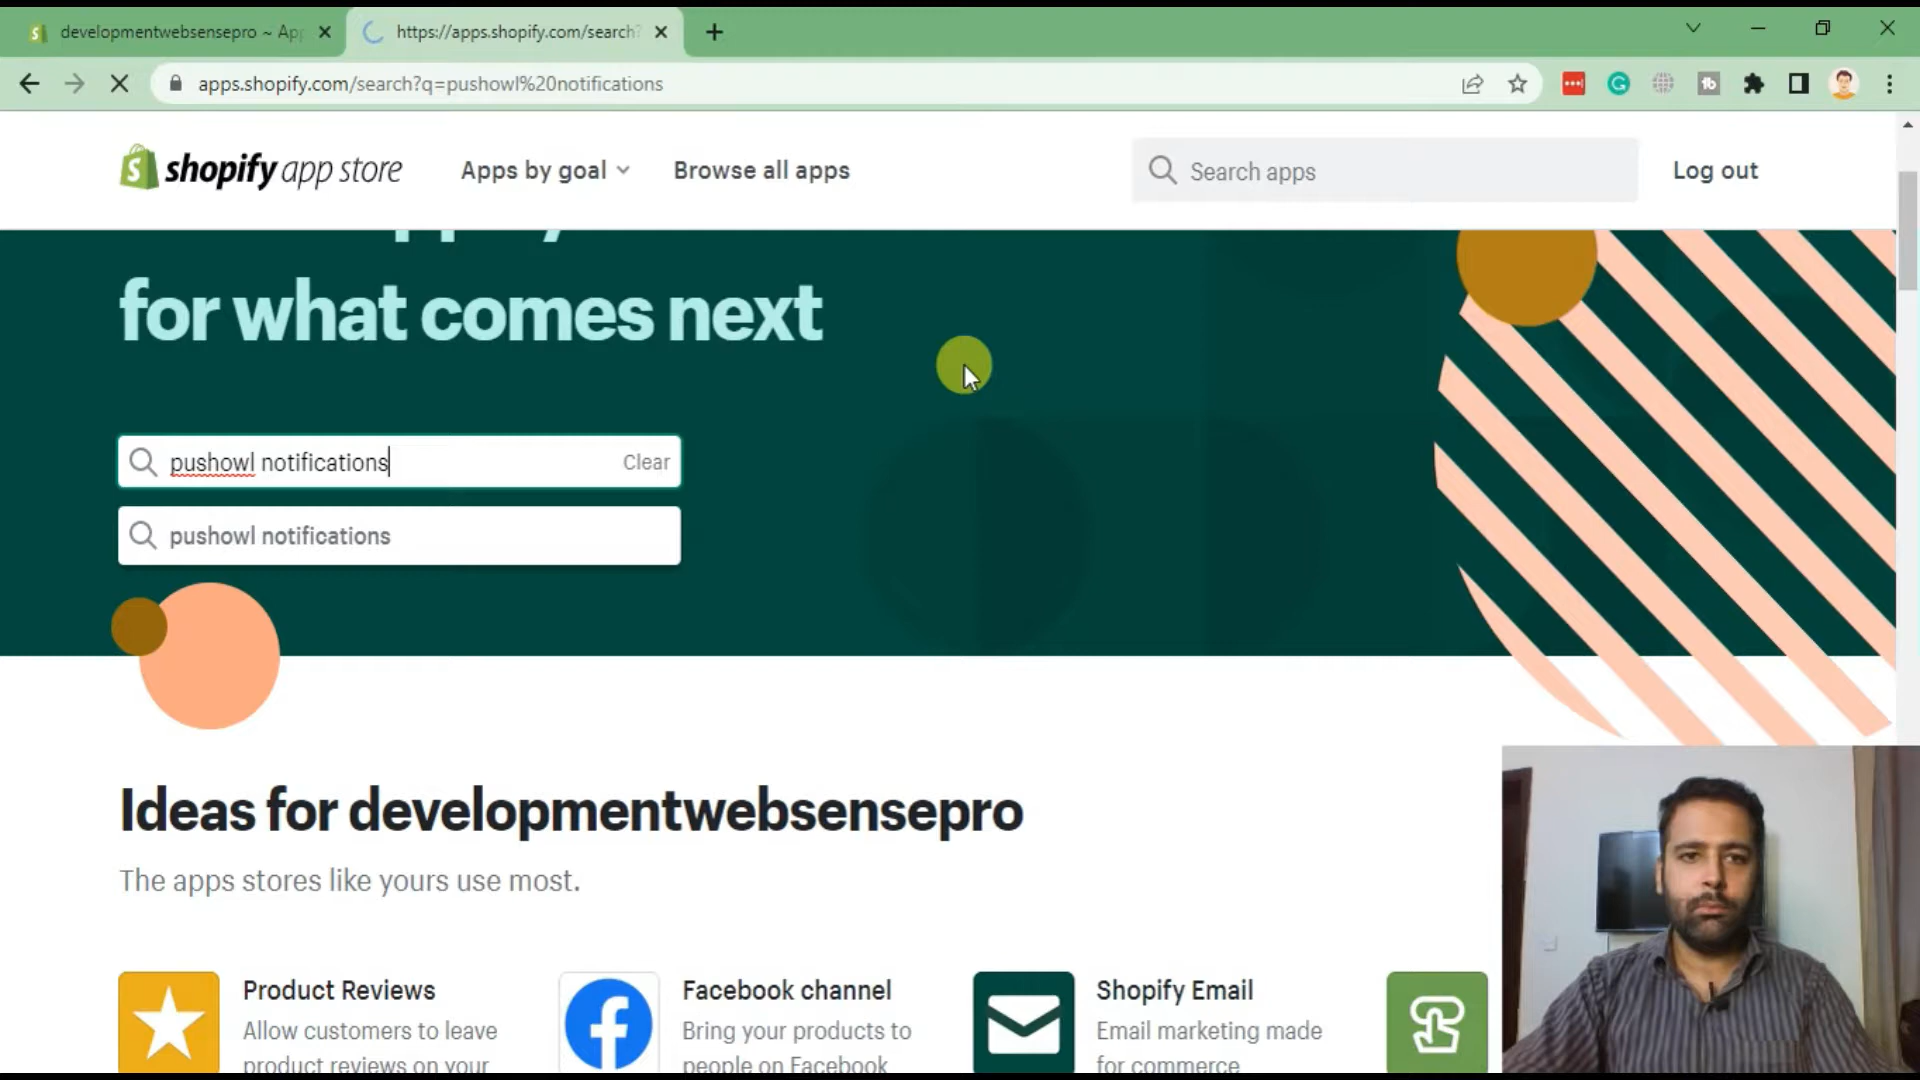 developmentwebsensepro ~ App
https://apps.shopify.com/search?
apps.shopify.com/search?q=pushowl%20notifications
shopify app store
Apps by goal
Browse all apps
Search apps
Log out
for what comes next
pushowl notifications
Clear
pushowl notifications
Ideas for developmentwebsensepro
The apps stores like yours use most.
Product Reviews
Allow customers to leave
product reviews on your
Facebook channel
Bring your products to
people on Facebook
Shopify Email
Email marketing made
for commerce